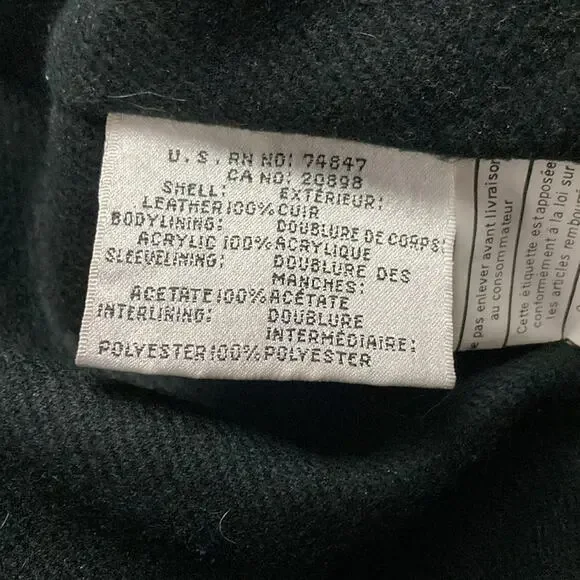 U.S. RN NO: 74847
CA NO: 20898
SHELL: EXTÉRIEUR:
LEATHER 100% CUIR
BODYLINING: DOUBLURE DE CORPS:
ACRYLIC 100% ACRYLIQUE
SLEEVELINING: DOUBLURE DES
MANCHES:
ACETATE 100% ACÉTATE
INTERLINING: DOUBLURE
INTERMÉDIAIRE:
POLYESTER 100% POLYESTER
pas enlever avant livraison
au consommateur
Cette étiquette est apposée
conformément à la loi sur
les articles